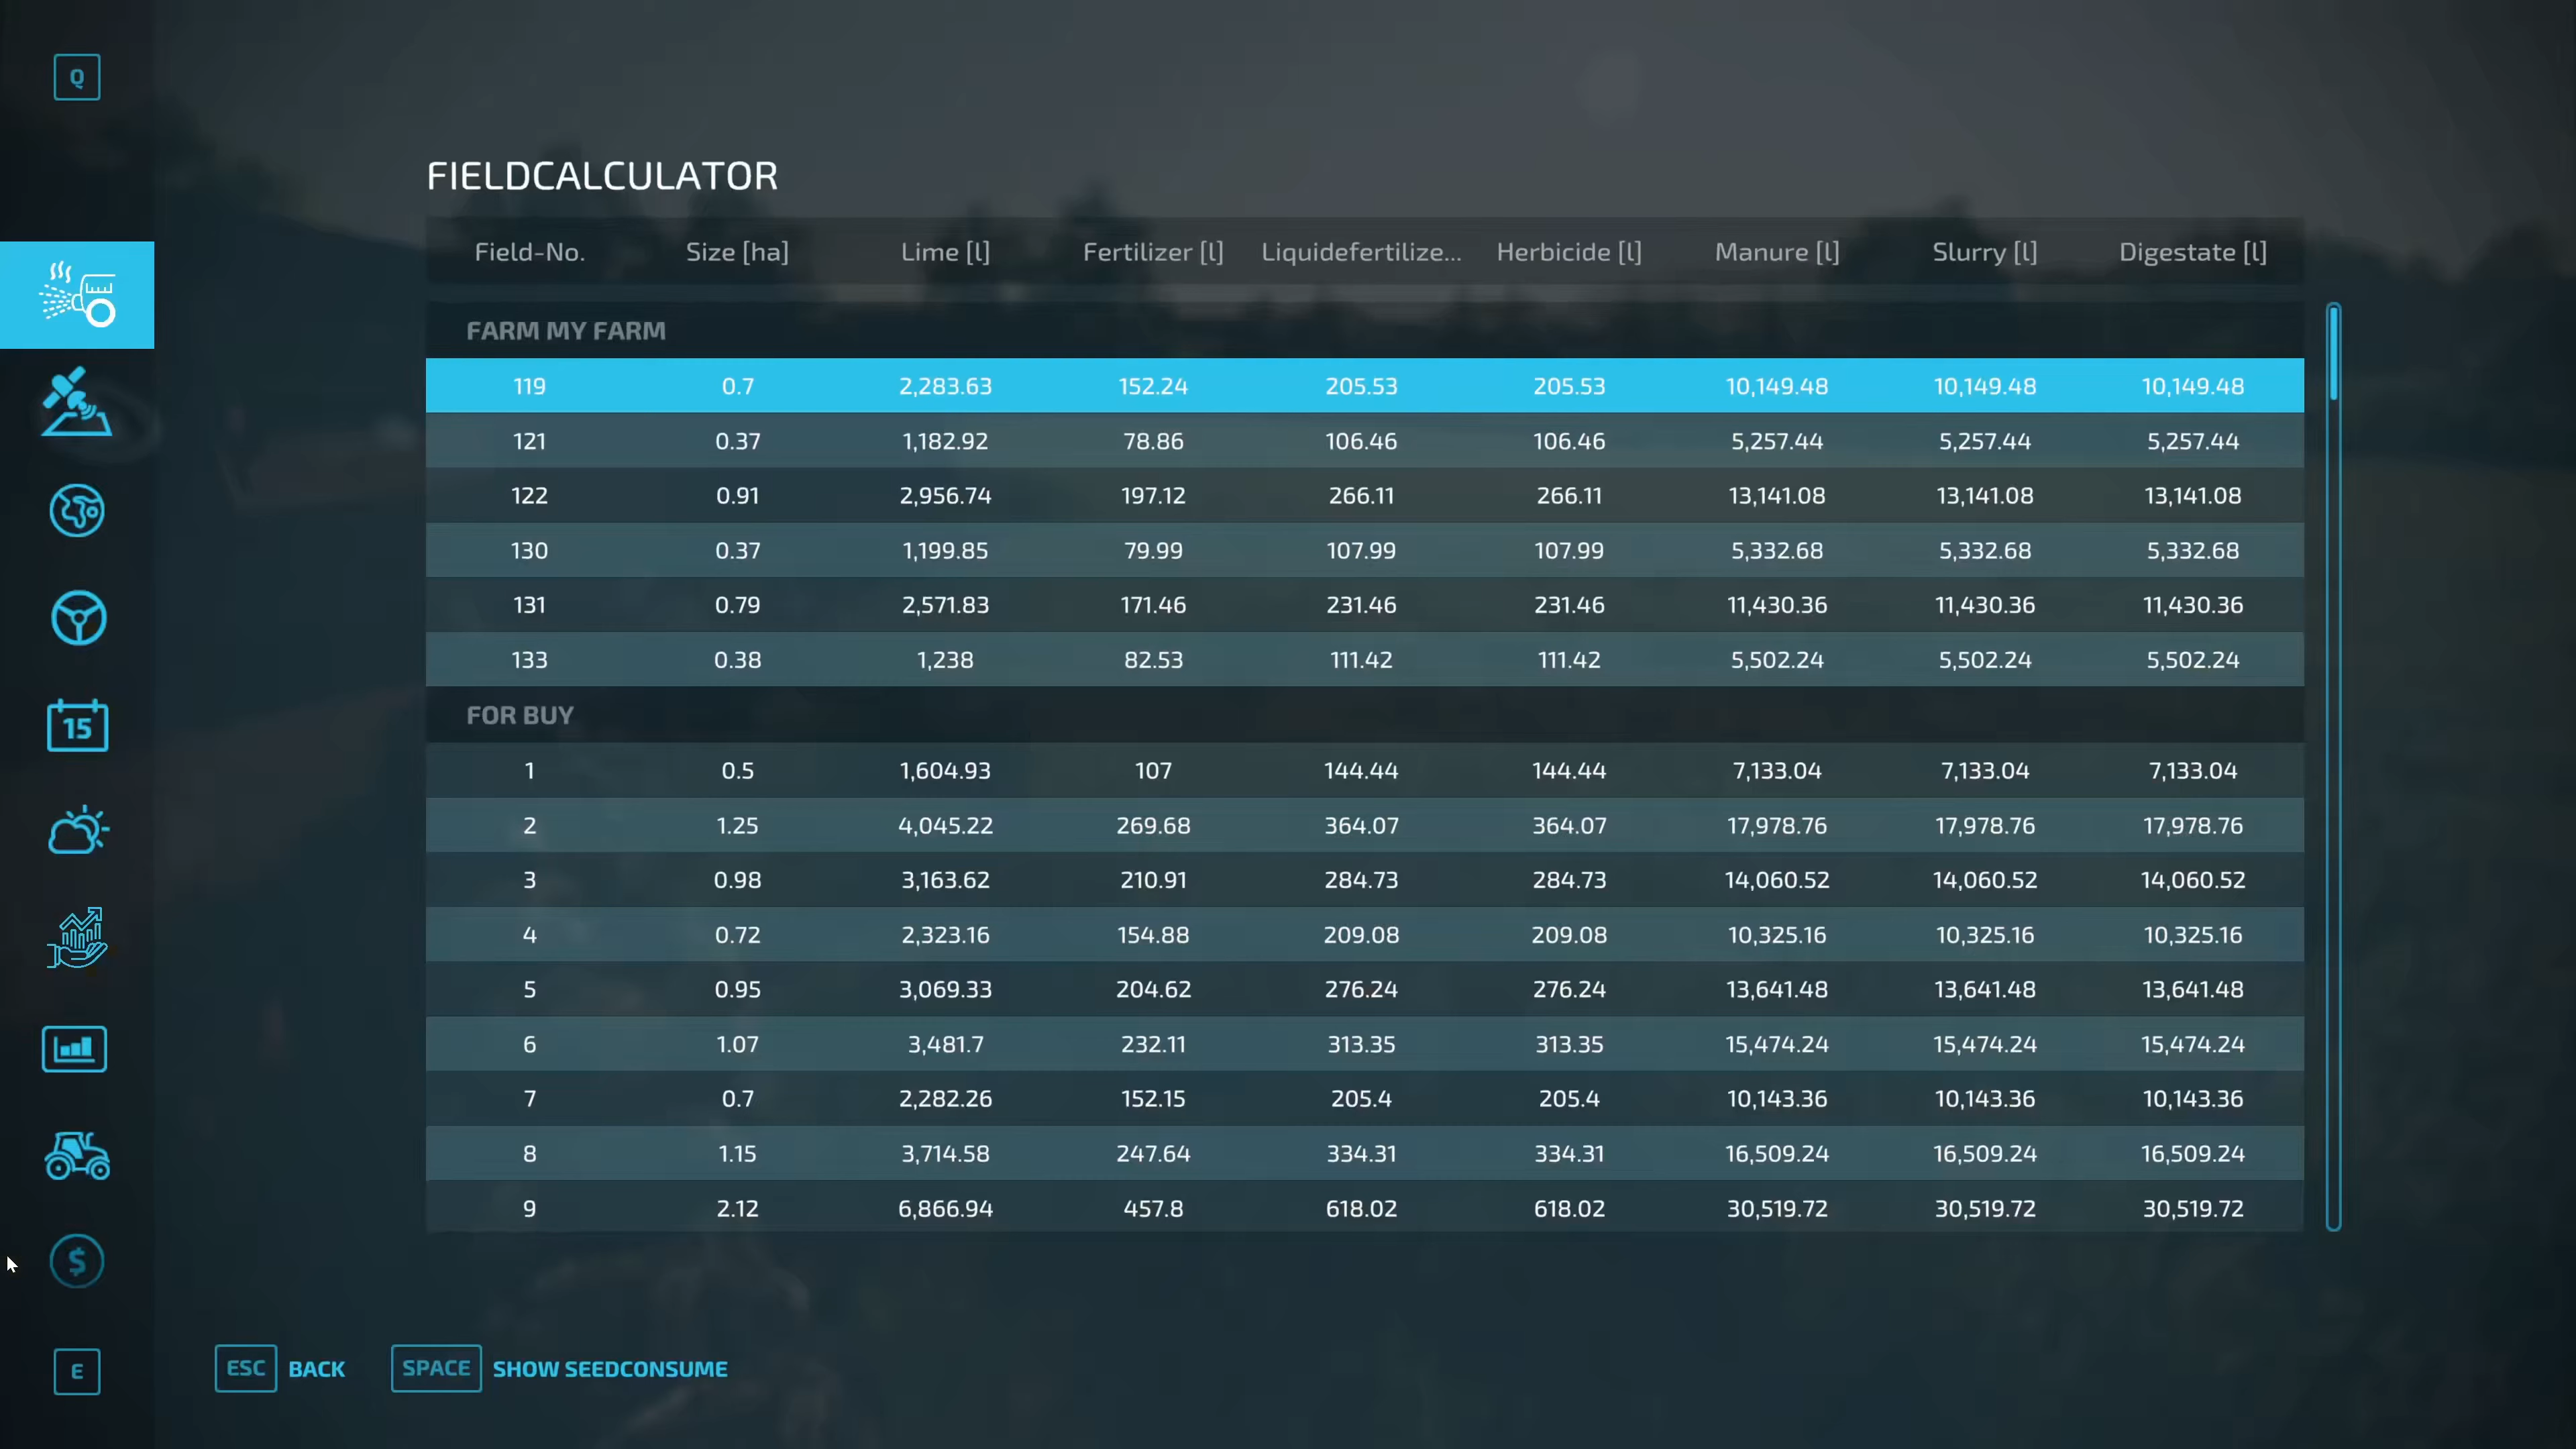 Q
FIELDCALCULATOR
Field-No. Size [ha] Lime [l] Fertilizer [l] Liquidefertilize... Herbicide [l] Manure [l] Slurry [l] Digestate [l]
FARM MY FARM
119 0.7 2,283.63 152.24 205.53 205.53 10,149.48 10,149.48 10,149.48
121 0.37 1,182.92 78.86 106.46 106.46 5,257.44 5,257.44 5,257.44
122 0.91 2,956.74 197.12 266.11 266.11 13,141.08 13,141.08 13,141.08
130 0.37 1,199.85 79.99 107.99 107.99 5,332.68 5,332.68 5,332.68
131 0.79 2,571.83 171.46 231.46 231.46 11,430.36 11,430.36 11,430.36
133 0.38 1,238 82.53 111.42 111.42 5,502.24 5,502.24 5,502.24
15
FOR BUY
1 0.5 1,604.93 107 144.44 144.44 7,133.04 7,133.04 7,133.04
2 1.25 4,045.22 269.68 364.07 364.07 17,978.76 17,978.76 17,978.76
3 0.98 3,163.62 210.91 284.73 284.73 14,060.52 14,060.52 14,060.52
4 0.72 2,323.16 154.88 209.08 209.08 10,325.16 10,325.16 10,325.16
5 0.95 3,069.33 204.62 276.24 276.24 13,641.48 13,641.48 13,641.48
6 1.07 3,481.7 232.11 313.35 313.35 15,474.24 15,474.24 15,474.24
7 0.7 2,282.26 152.15 205.4 205.4 10,143.36 10,143.36 10,143.36
8 1.15 3,714.58 247.64 334.31 334.31 16,509.24 16,509.24 16,509.24
9 2.12 6,866.94 457.8 618.02 618.02 30,519.72 30,519.72 30,519.72
$
E
ESC BACK SPACE SHOW SEEDCONSUME